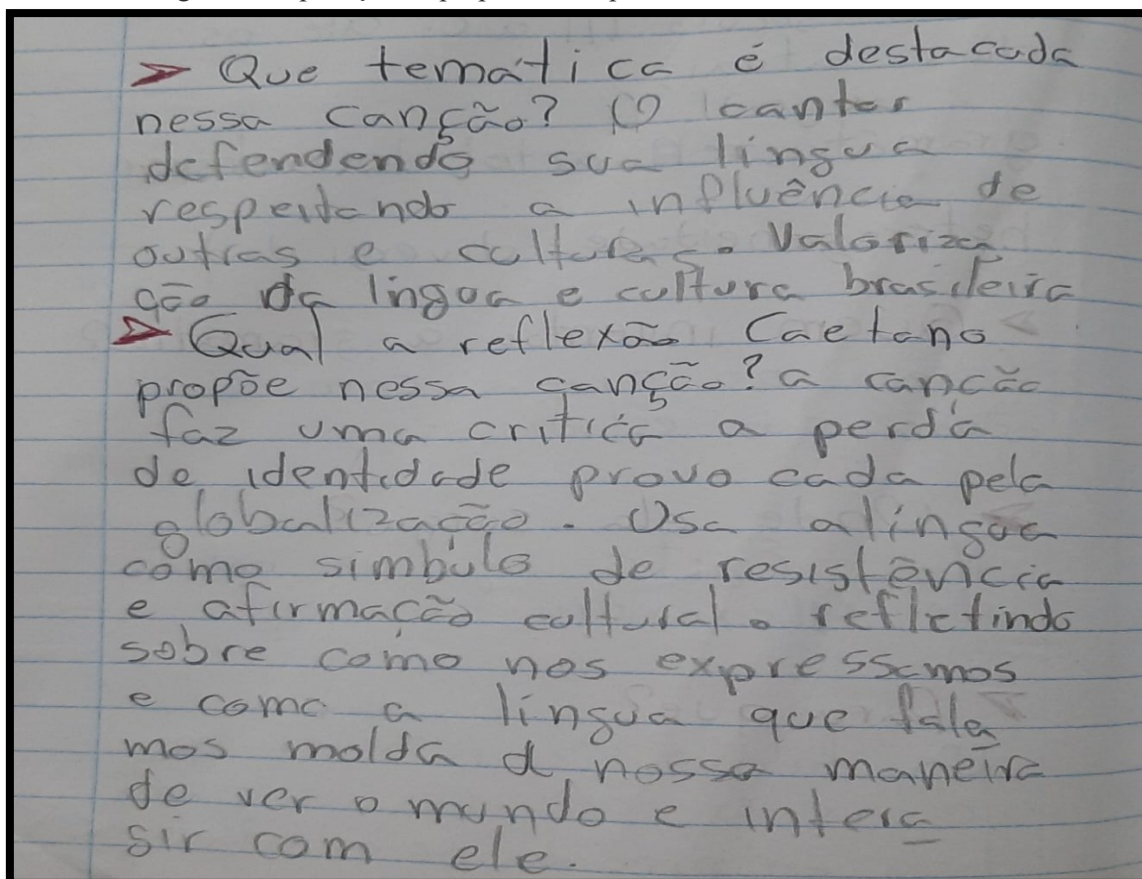 ➤ Que temática é destacada
nessa canção? O cantor
defendendo sua língua
respeitando a influência de
outras e culturas. Valoriza
ção da língua e cultura brasileira
➤ Qual a reflexão Caetano
propõe nessa canção? a canção
faz uma critica a perda
de identidade provo cada pela
globalização. Usa a língua
como simbulo de resistência
e afirmação cultural. refletindo
sobre como nos expressamos
e como a língua que fala
mos molda a nossa maneira
de ver o mundo e intera
gir com ele.